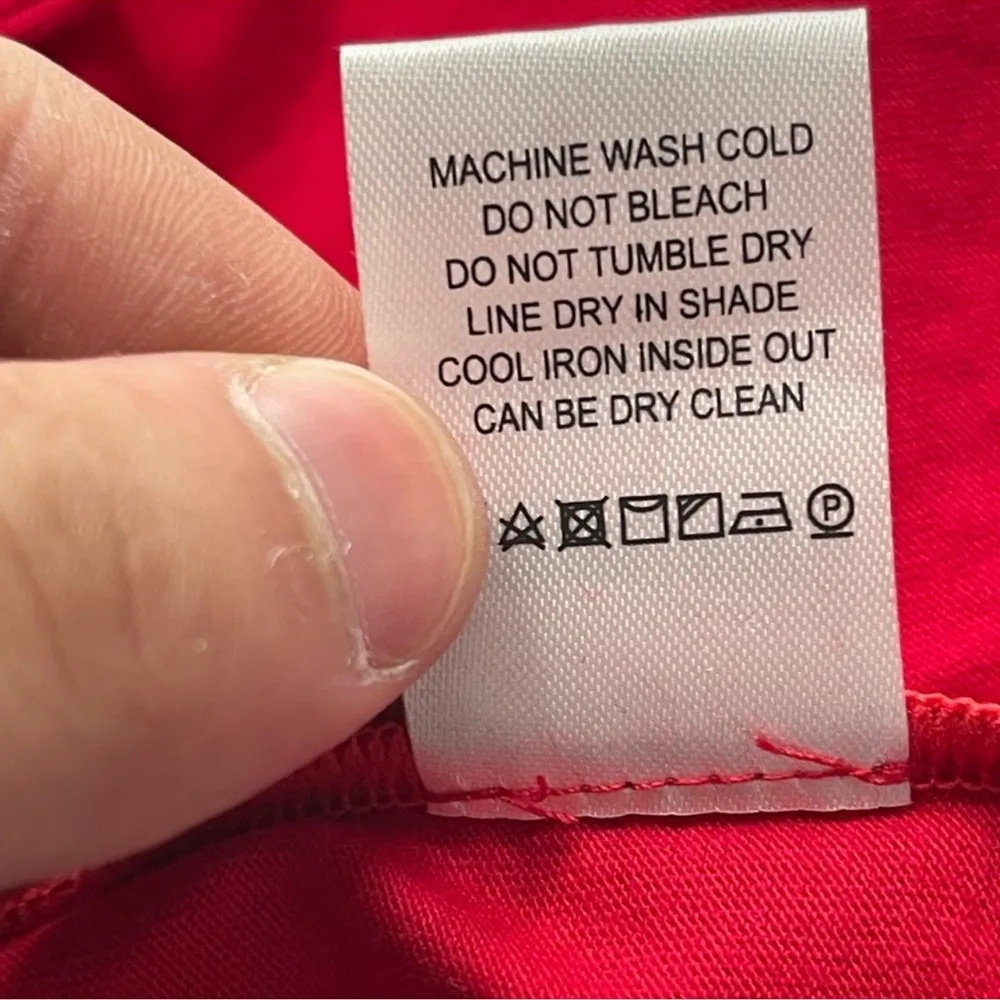 MACHINE WASH COLD
DO NOT BLEACH
DO NOT TUMBLE DRY
LINE DRY IN SHADE
COOL IRON INSIDE OUT
CAN BE DRY CLEAN
P